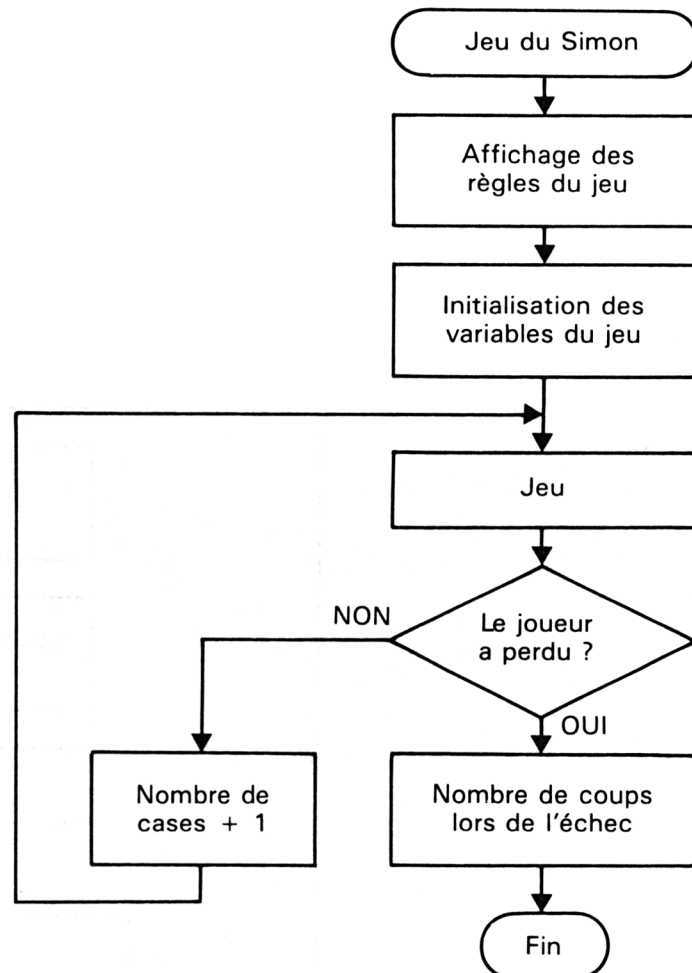 Jeu du Simon
Affichage des
règles du jeu
Initialisation des
variables du jeu
Jeu
Le joueur
a perdu ?
NON
OUI
Nombre de
cases + 1
Nombre de coups
lors de l'échec
Fin